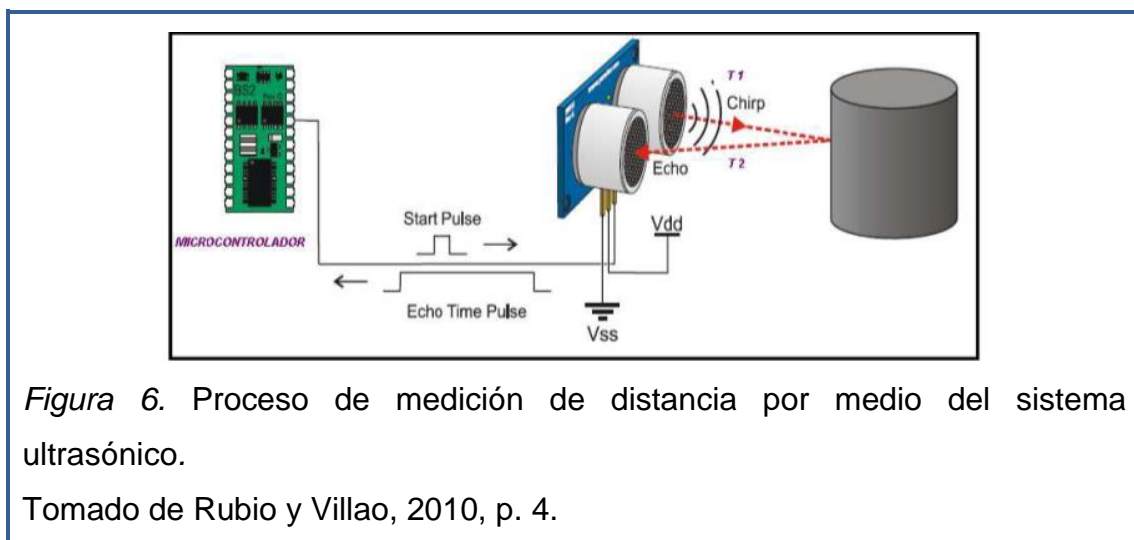 BS2
Rev G
T1
Chirp
Echo
T2
Start Pulse
Vdd
MICROCONTROLADOR
Echo Time Pulse
Vss
Figura 6. Proceso de medición de distancia por medio del sistema
ultrasónico.
Tomado de Rubio y Villao, 2010, p. 4.